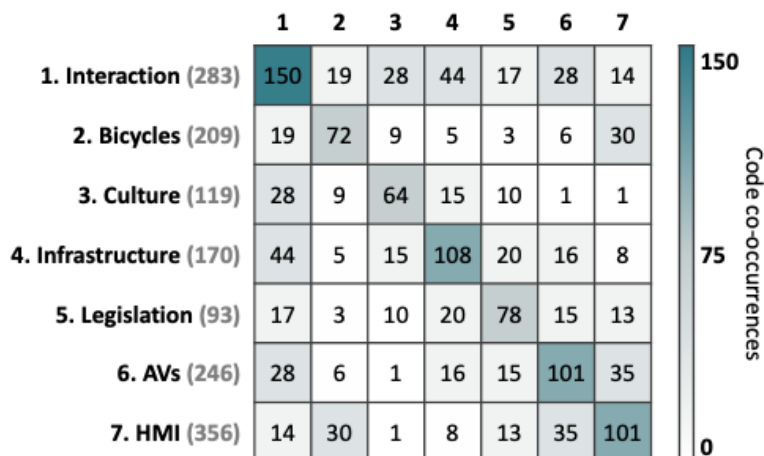 1 2 3 4 5 6 7
1. Interaction (283) 150 19 28 44 17 28 14
2. Bicycles (209) 19 72 9 5 3 6 30
3. Culture (119) 28 9 64 15 10 1 1
4. Infrastructure (170) 44 5 15 108 20 16 8
5. Legislation (93) 17 3 10 20 78 15 13
6. AVs (246) 28 6 1 16 15 101 35
7. HMI (356) 14 30 1 8 13 35 101
150
75
0
Code co-occurrences